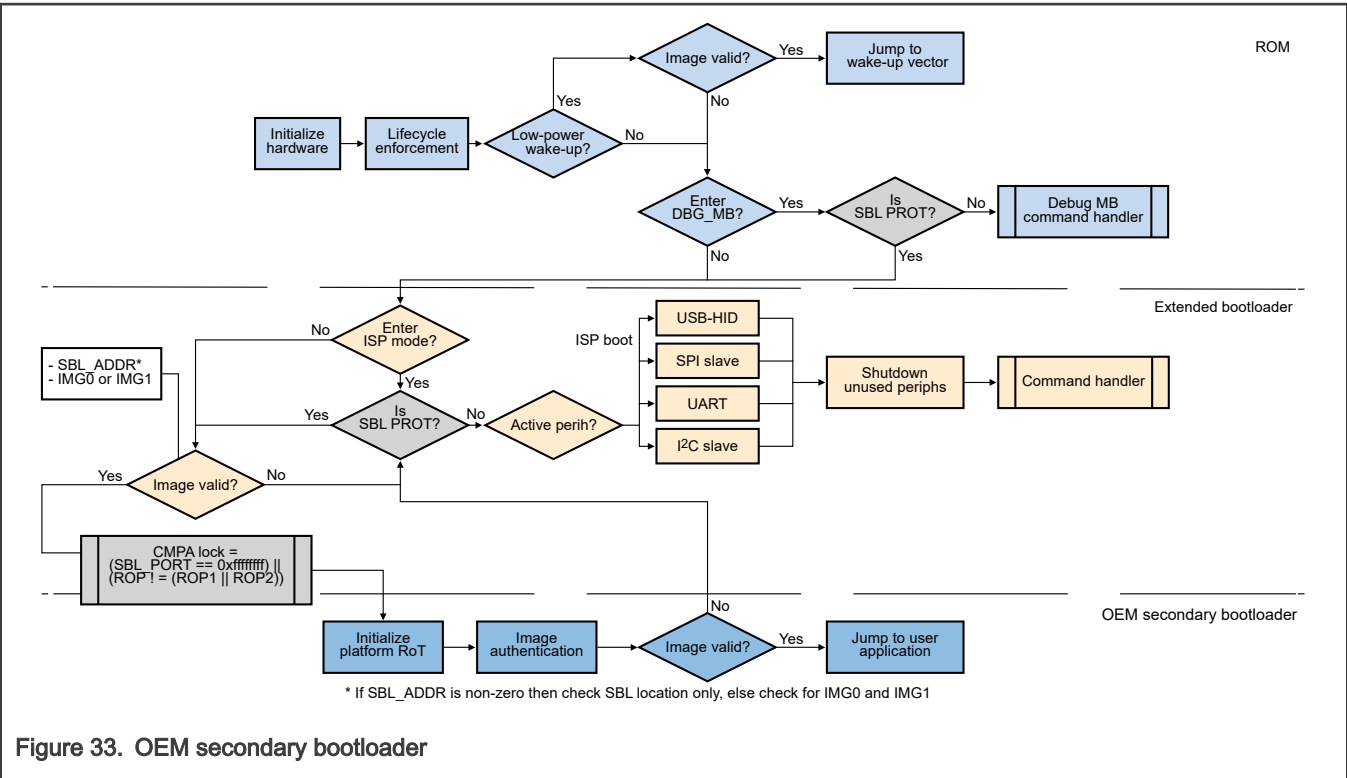 ROM
Image valid?
Yes
Jump to
wake-up vector
Yes
No
Initialize
hardware
Lifecycle
enforcement
Low-power
wake-up?
No
Enter
DBG_MB?
Yes
Is
SBL PROT?
No
Debug MB
command handler
No
Yes
Extended bootloader
No
Enter
ISP mode?
ISP boot
USB-HID
SPI slave
UART
I2C slave
- SBL_ADDR*
- IMG0 or IMG1
Yes
Yes
Is
SBL PROT?
No
Active perih?
Shutdown
unused periphs
Command handler
Yes
Image valid?
No
CMPA lock =
(SBL_PORT == 0xffffffff) ||
(ROP ! = (ROP1 || ROP2))
No
OEM secondary bootloader
Initialize
platform RoT
Image
authentication
Image valid?
Yes
Jump to user
application
* If SBL_ADDR is non-zero then check SBL location only, else check for IMG0 and IMG1
Figure 33. OEM secondary bootloader